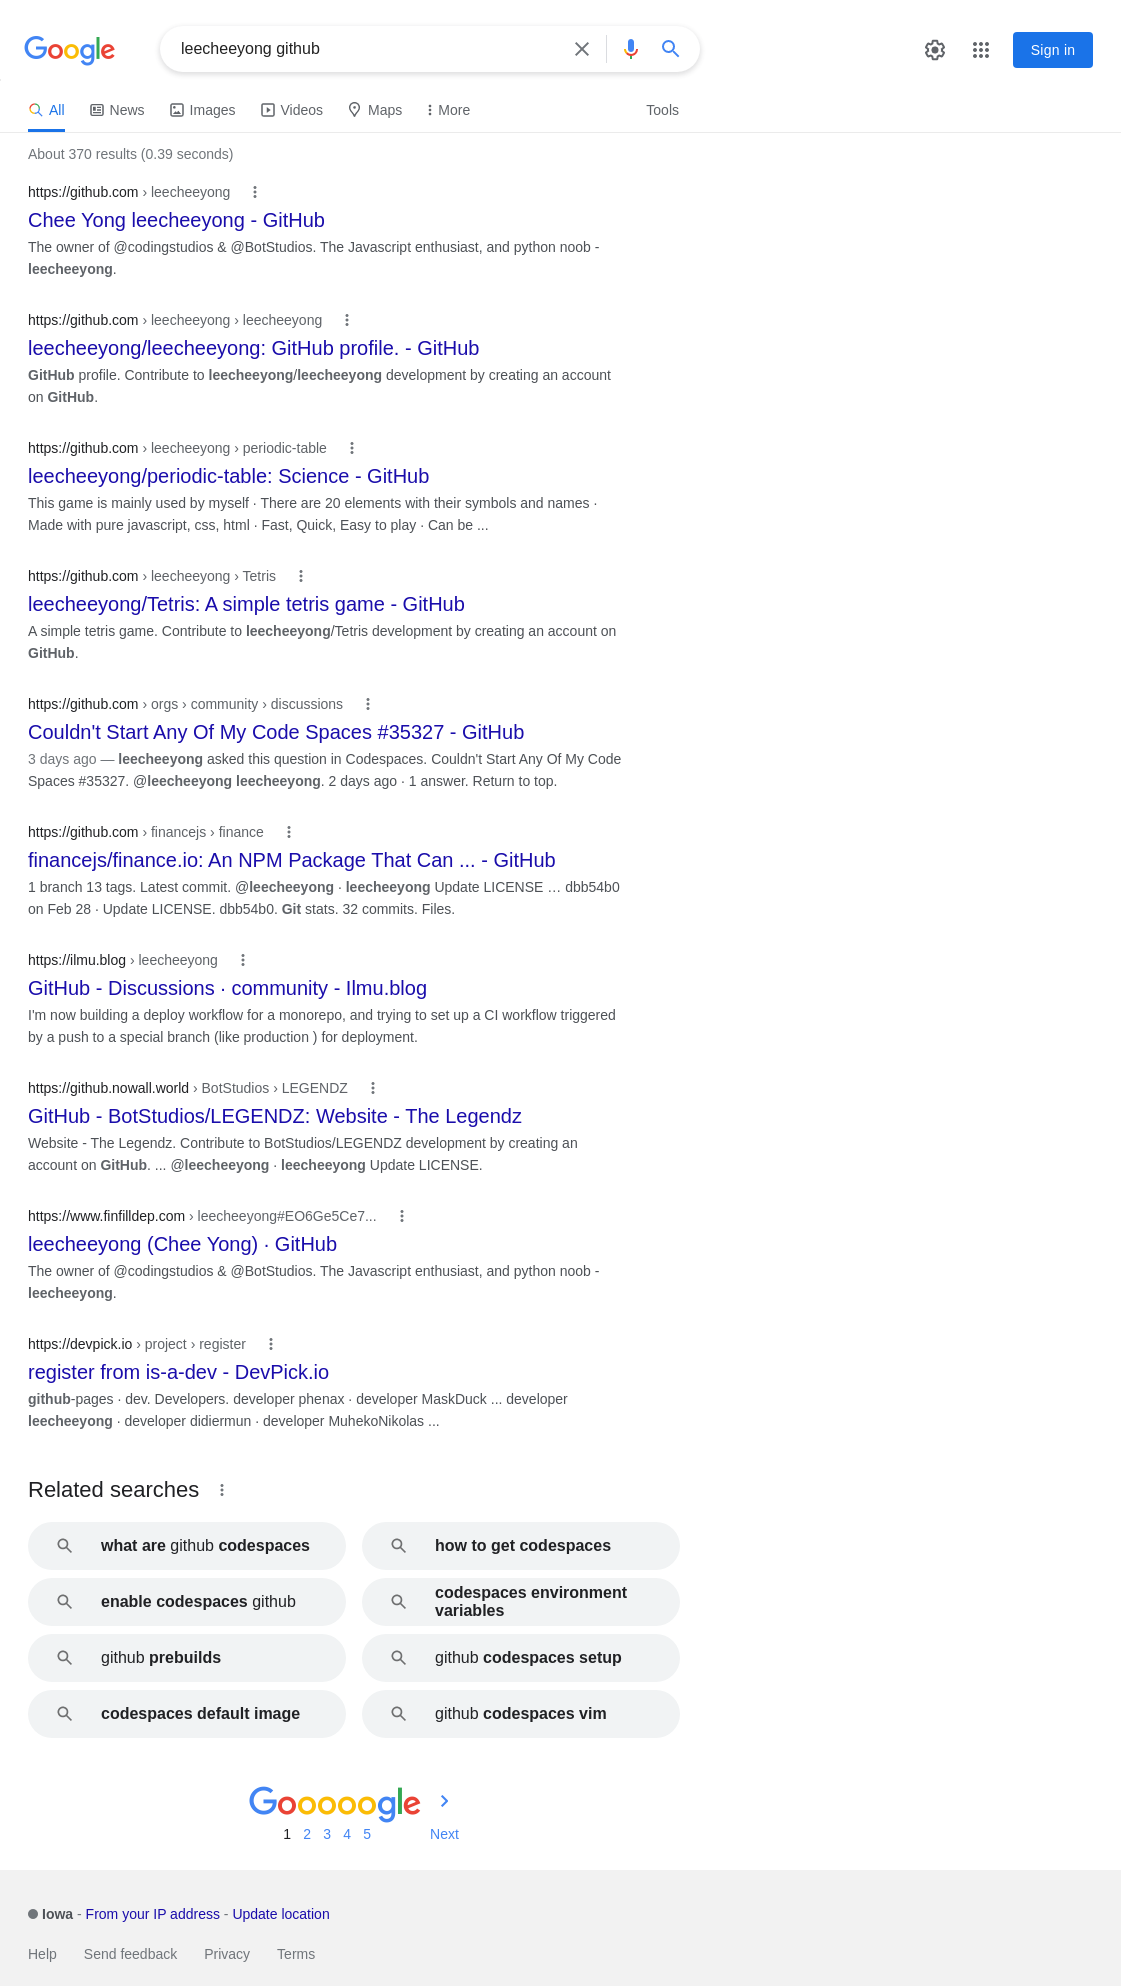 Google
leecheeyong github
Sign in
All
News
Images
Videos
Maps
More
Tools
About 370 results (0.39 seconds)
https://github.com › leecheeyong
Chee Yong leecheeyong - GitHub
The owner of @codingstudios & @BotStudios. The Javascript enthusiast, and python noob -
leecheeyong.
https://github.com › leecheeyong › leecheeyong
leecheeyong/leecheeyong: GitHub profile. - GitHub
GitHub profile. Contribute to leecheeyong/leecheeyong development by creating an account
on GitHub.
https://github.com › leecheeyong › periodic-table
leecheeyong/periodic-table: Science - GitHub
This game is mainly used by myself · There are 20 elements with their symbols and names ·
Made with pure javascript, css, html · Fast, Quick, Easy to play · Can be ...
https://github.com › leecheeyong › Tetris
leecheeyong/Tetris: A simple tetris game - GitHub
A simple tetris game. Contribute to leecheeyong/Tetris development by creating an account on
GitHub.
https://github.com › orgs › community › discussions
Couldn't Start Any Of My Code Spaces #35327 - GitHub
3 days ago — leecheeyong asked this question in Codespaces. Couldn't Start Any Of My Code
Spaces #35327. @leecheeyong leecheeyong. 2 days ago · 1 answer. Return to top.
https://github.com › financejs › finance
financejs/finance.io: An NPM Package That Can ... - GitHub
1 branch 13 tags. Latest commit. @leecheeyong · leecheeyong Update LICENSE … dbb54b0
on Feb 28 · Update LICENSE. dbb54b0. Git stats. 32 commits. Files.
https://ilmu.blog › leecheeyong
GitHub - Discussions · community - Ilmu.blog
I'm now building a deploy workflow for a monorepo, and trying to set up a CI workflow triggered
by a push to a special branch (like production ) for deployment.
https://github.nowall.world › BotStudios › LEGENDZ
GitHub - BotStudios/LEGENDZ: Website - The Legendz
Website - The Legendz. Contribute to BotStudios/LEGENDZ development by creating an
account on GitHub. ... @leecheeyong · leecheeyong Update LICENSE.
https://www.finfilldep.com › leecheeyong#EO6Ge5Ce7...
leecheeyong (Chee Yong) · GitHub
The owner of @codingstudios & @BotStudios. The Javascript enthusiast, and python noob -
leecheeyong.
https://devpick.io › project › register
register from is-a-dev - DevPick.io
github-pages · dev. Developers. developer phenax · developer MaskDuck ... developer
leecheeyong · developer didiermun · developer MuhekoNikolas ...
Related searches
what are github codespaces
how to get codespaces
enable codespaces github
codespaces environment
variables
github prebuilds
github codespaces setup
codespaces default image
github codespaces vim
Gooooogle
1 2 3 4 5 Next
Iowa - From your IP address - Update location
Help Send feedback Privacy Terms